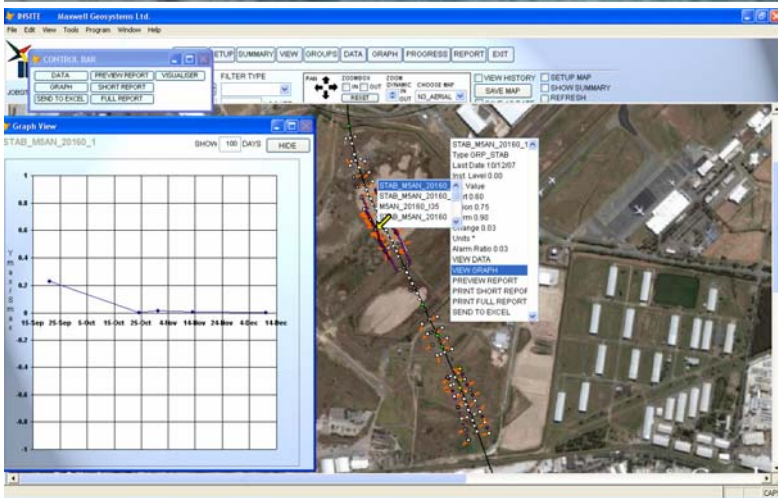 INSITE Maxwell Geosystems Ltd.
File Edit View Tools Program Window Help
CONTROL BAR
DATA PREVIEW REPORT VISUALISER
GRAPH SHORT REPORT
SEND TO EXCEL FULL REPORT
SUMMARY VIEW GROUPS DATA GRAPH PROGRESS REPORT EXIT
FILTER TYPE
PAN ZOOMBOX ZOOM
IN OUT DYNAMIC CHOOSE MAP
RESET IN OUT N3_AERIAL
VIEW HISTORY SETUP MAP
SAVE MAP SHOW SUMMARY
REFRESH
Graph View
STAB_M5AN_20160_1 SHOW 100 DAYS HIDE
1
0.8
0.6
0.4
0.2
0
-0.2
-0.4
-0.6
-0.8
-1
15-Sep 25-Sep 5-Oct 15-Oct 25-Oct 4-Nov 14-Nov 24-Nov 4-Dec 14-Dec
STAB_M5AN_20160
STAB_M5AN_20160_
M5AN_20160_I35
STAB_M5AN_20160
STAB_M5AN_20160_1
Type GRP_STAB
Last Date 10/12/07
Inst. Level 0.00
Value
0.60
0.75
0.90
0.03
Units *
Alarm Ratio 0.03
VIEW DATA
VIEW GRAPH
PREVIEW REPORT
PRINT SHORT REPOR
PRINT FULL REPORT
SEND TO EXCEL
CAP